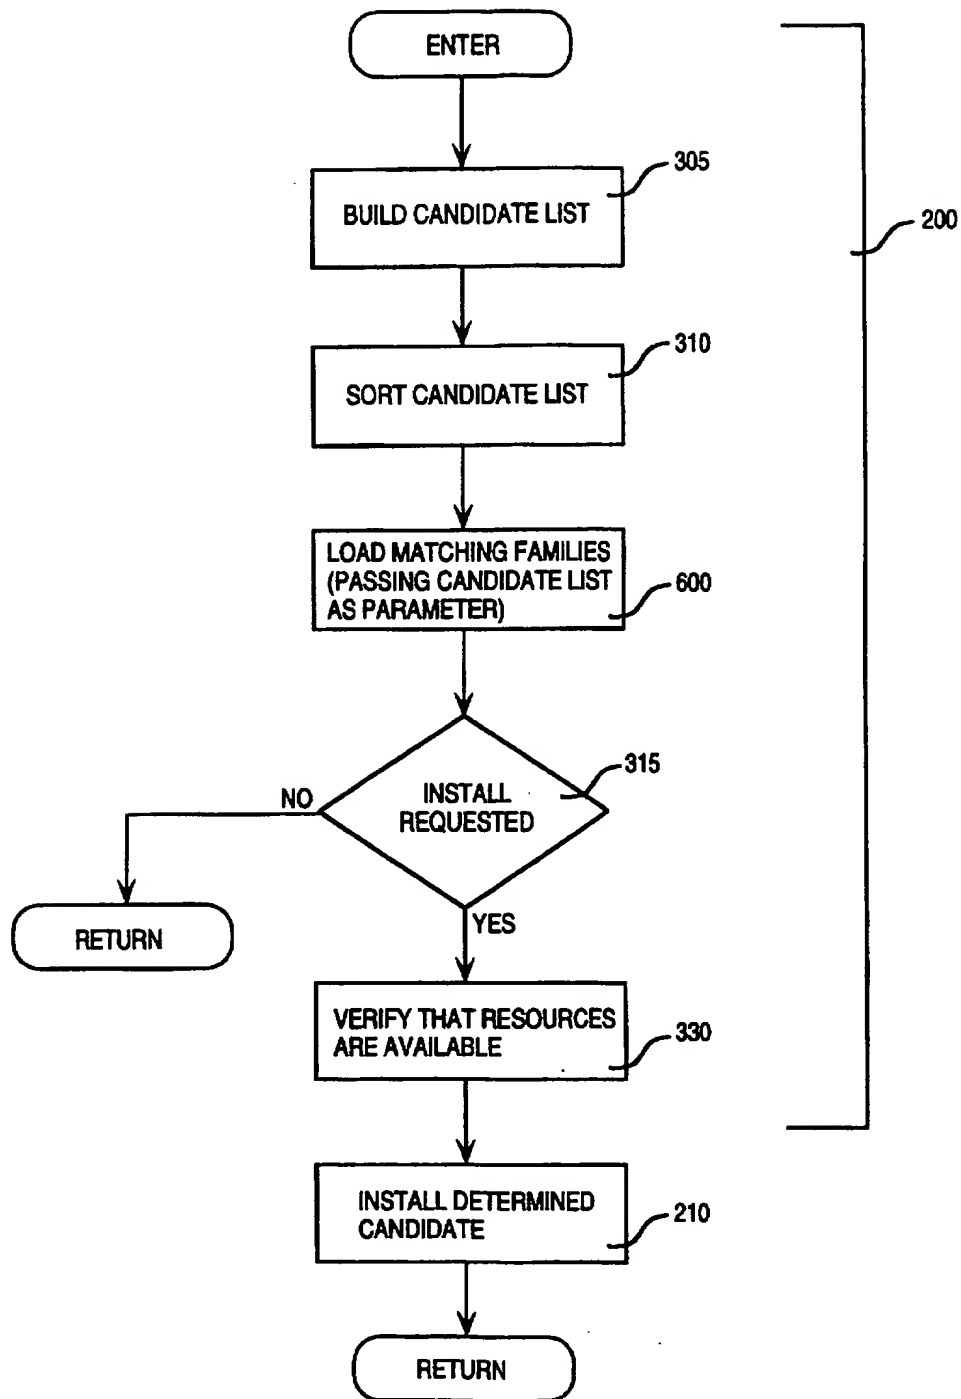 ENTER
305
BUILD CANDIDATE LIST
200
310
SORT CANDIDATE LIST
LOAD MATCHING FAMILIES
(PASSING CANDIDATE LIST
AS PARAMETER)
600
315
INSTALL
REQUESTED
NO
YES
RETURN
VERIFY THAT RESOURCES
ARE AVAILABLE
330
INSTALL DETERMINED
CANDIDATE
210
RETURN